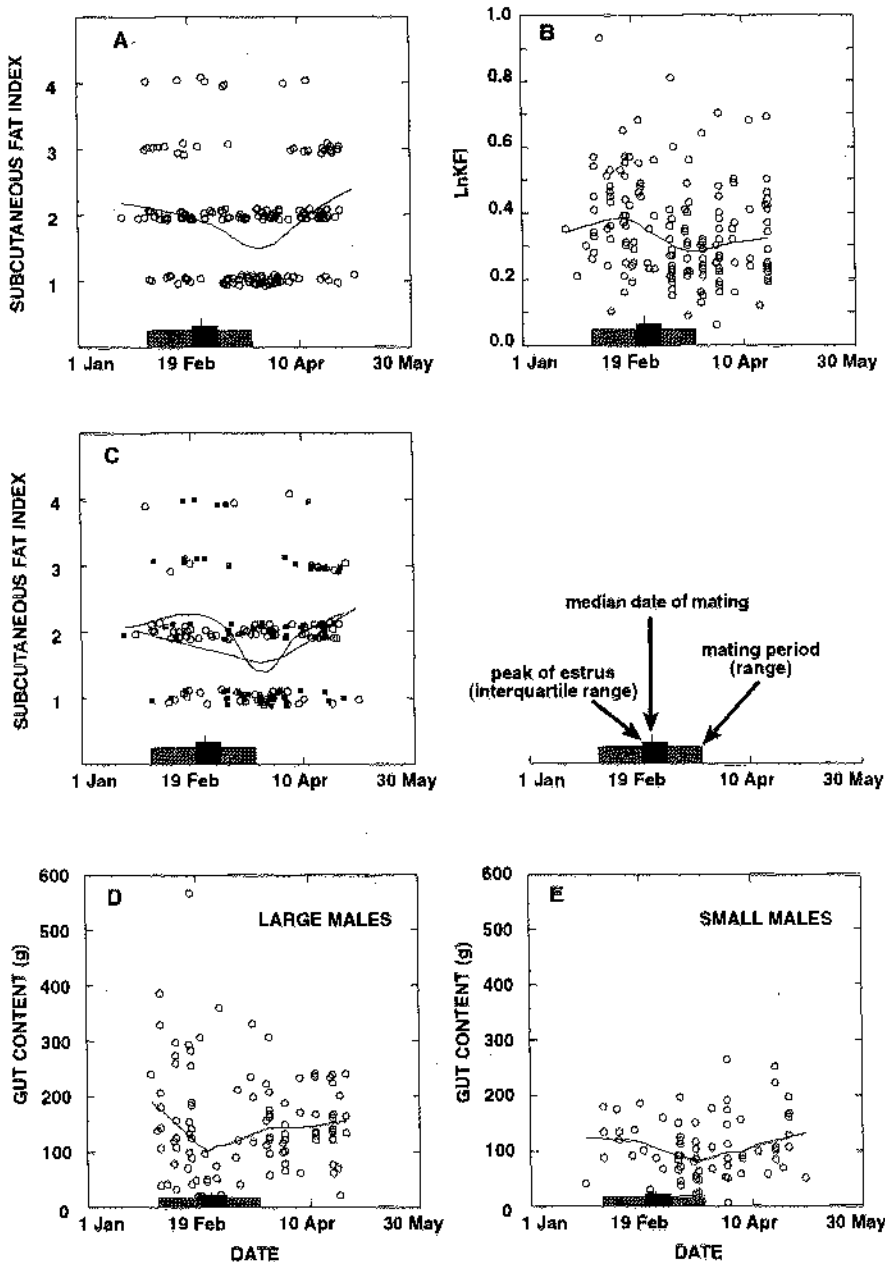 A
SUBCUTANEOUS FAT INDEX
4
3
2
1
1 Jan 19 Feb 10 Apr 30 May
B
LnKFI
1.0
0.8
0.6
0.4
0.2
0.0
1 Jan 19 Feb 10 Apr 30 May
C
SUBCUTANEOUS FAT INDEX
4
3
2
1
1 Jan 19 Feb 10 Apr 30 May
median date of mating
peak of estrus
(interquartile range)
mating period
(range)
1 Jan 19 Feb 10 Apr 30 May
D
LARGE MALES
GUT CONTENT (g)
600
500
400
300
200
100
0
1 Jan 19 Feb 10 Apr 30 May
DATE
E
SMALL MALES
GUT CONTENT (g)
600
500
400
300
200
100
0
1 Jan 19 Feb 10 Apr 30 May
DATE